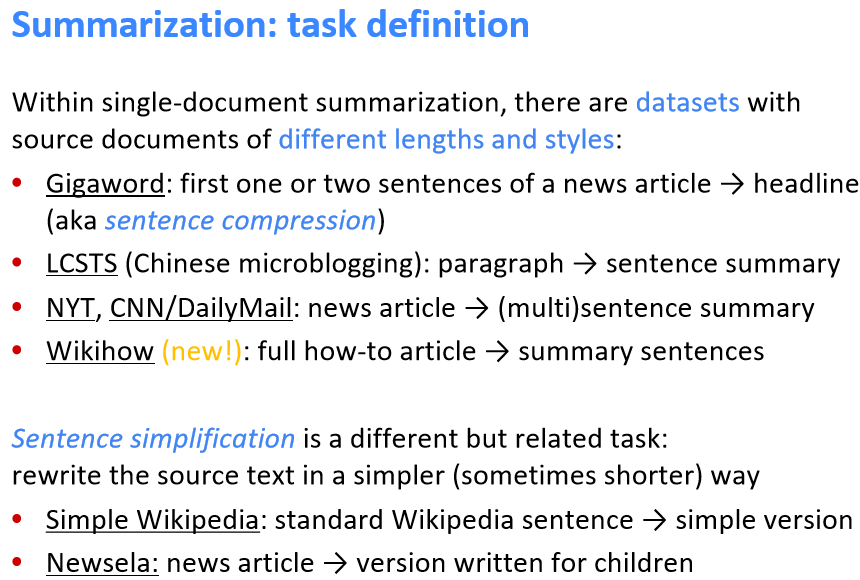 Summarization: task definition
Within single-document summarization, there are datasets with
source documents of different lengths and styles:
• Gigaword: first one or two sentences of a news article → headline
(aka sentence compression)
• LCSTS (Chinese microblogging): paragraph → sentence summary
• NYT, CNN/DailyMail: news article → (multi)sentence summary
• Wikihow (new!): full how-to article → summary sentences
Sentence simplification is a different but related task:
rewrite the source text in a simpler (sometimes shorter) way
• Simple Wikipedia: standard Wikipedia sentence → simple version
• Newsela: news article → version written for children